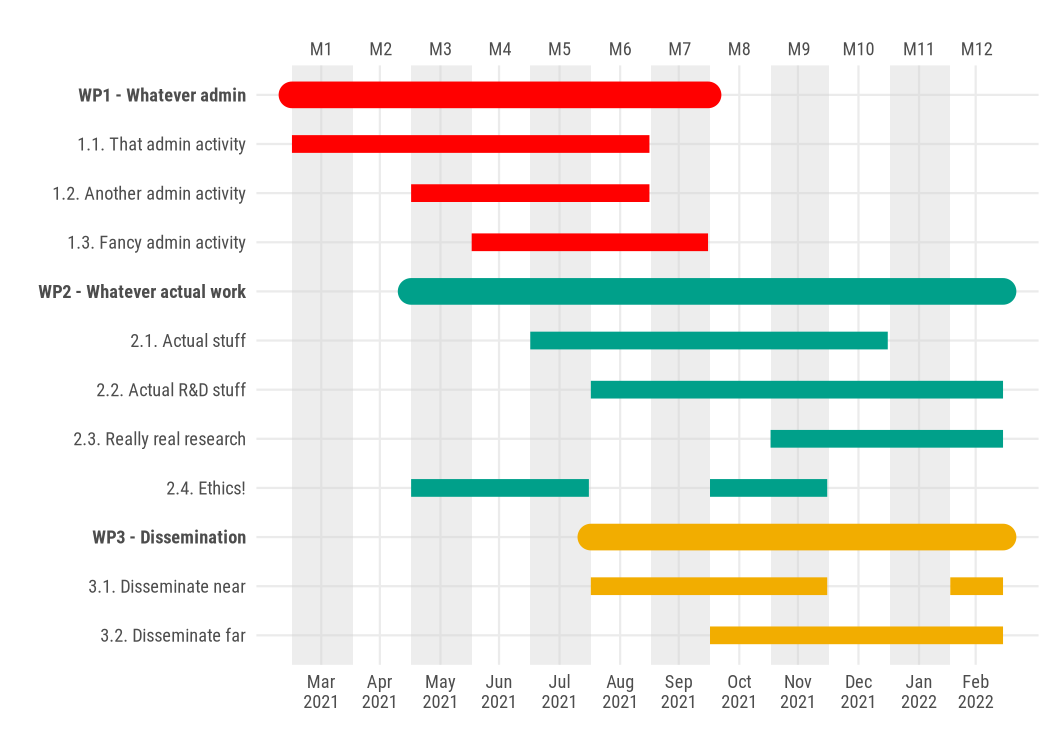 M1 M2 M3 M4 M5 M6 M7 M8 M9 M10 M11 M12
WP1 - Whatever admin
1.1. That admin activity
1.2. Another admin activity
1.3. Fancy admin activity
WP2 - Whatever actual work
2.1. Actual stuff
2.2. Actual R&D stuff
2.3. Really real research
2.4. Ethics!
WP3 - Dissemination
3.1. Disseminate near
3.2. Disseminate far
Mar Apr May Jun Jul Aug Sep Oct Nov Dec Jan Feb
2021 2021 2021 2021 2021 2021 2021 2021 2021 2021 2022 2022